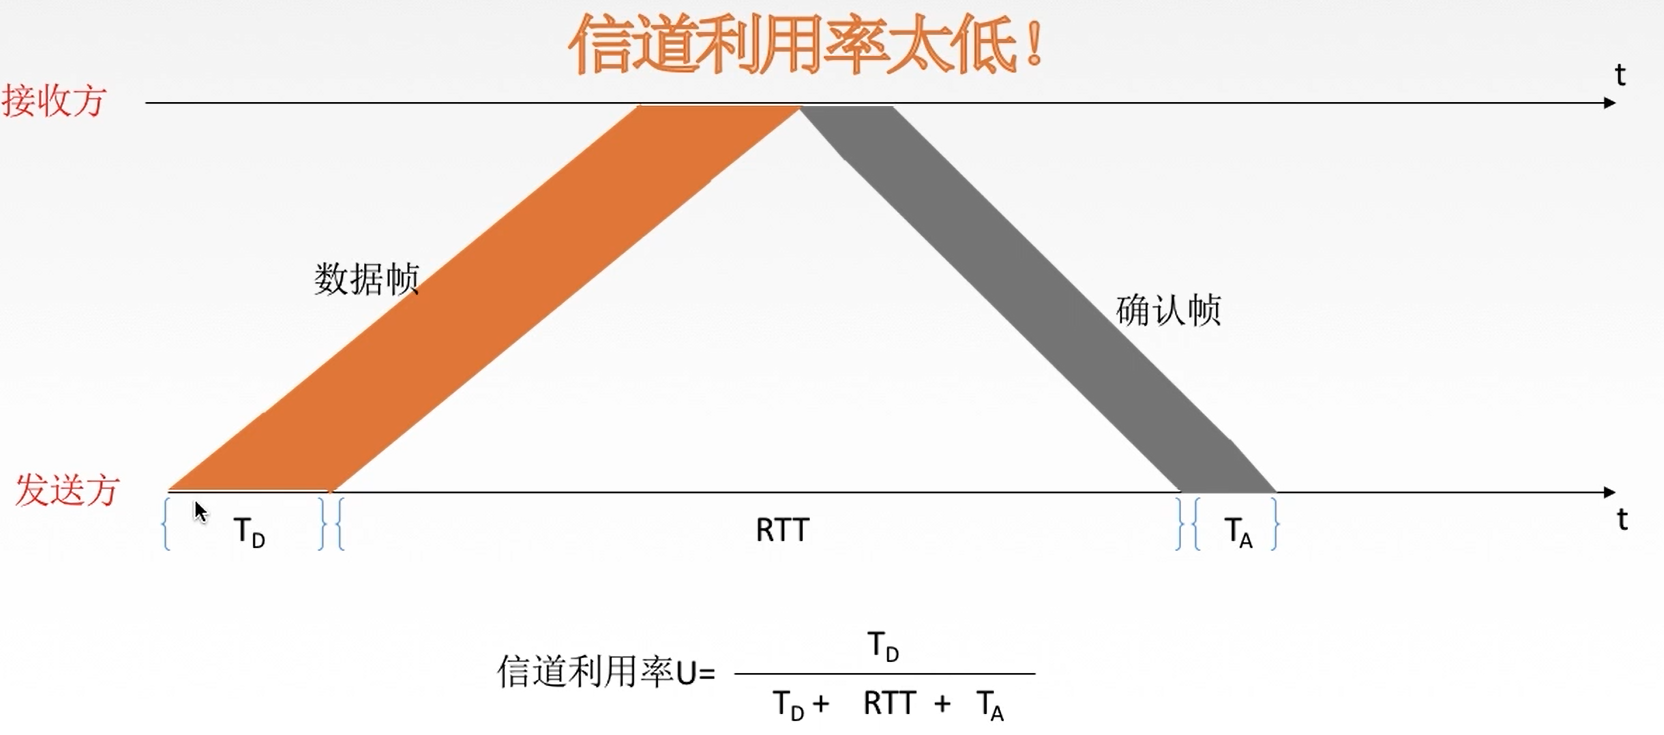 信道利用率太低!
t
接收方
数据帧
确认帧
发送方
t
{ T_D } { RTT } { T_A }
信道利用率U= T_D / T_D + RTT + T_A